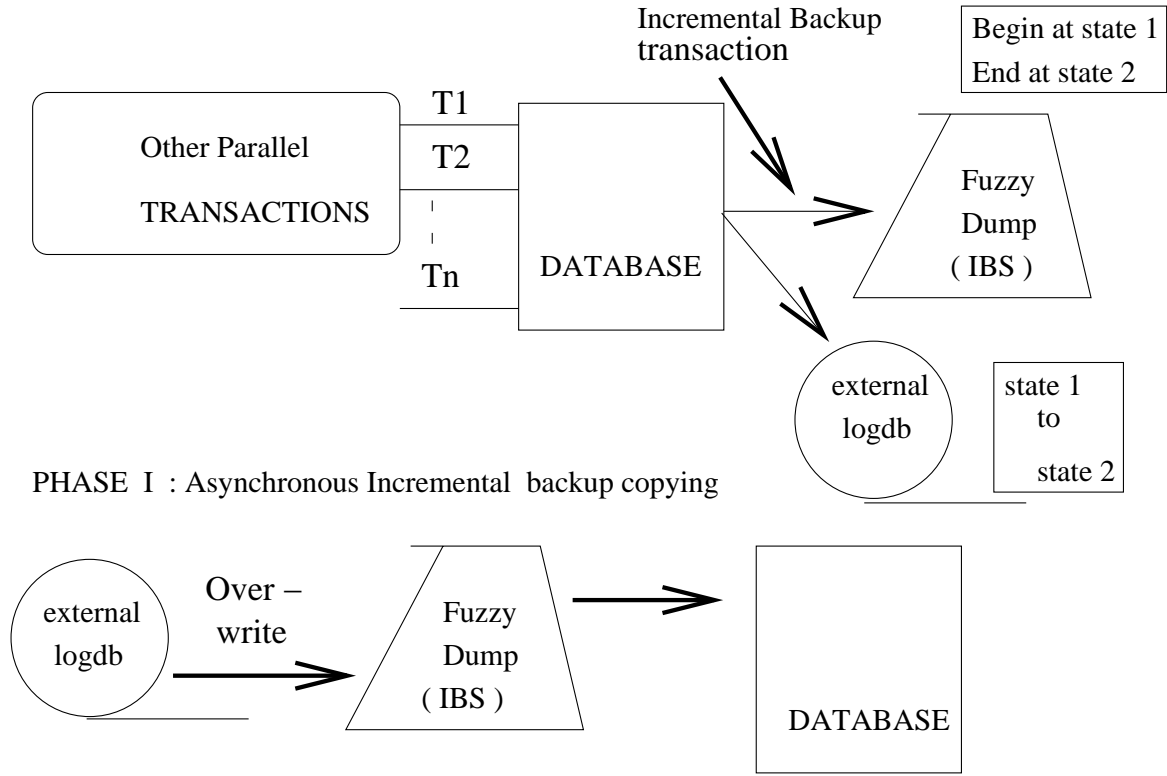 Incremental Backup
transaction
Begin at state 1
End at state 2
T1
Other Parallel
T2
TRANSACTIONS
Tn
DATABASE
Fuzzy
Dump
( IBS )
external
logdb
state 1
to
state 2
PHASE I : Asynchronous Incremental backup copying
external
logdb
Over –
write
Fuzzy
Dump
( IBS )
DATABASE